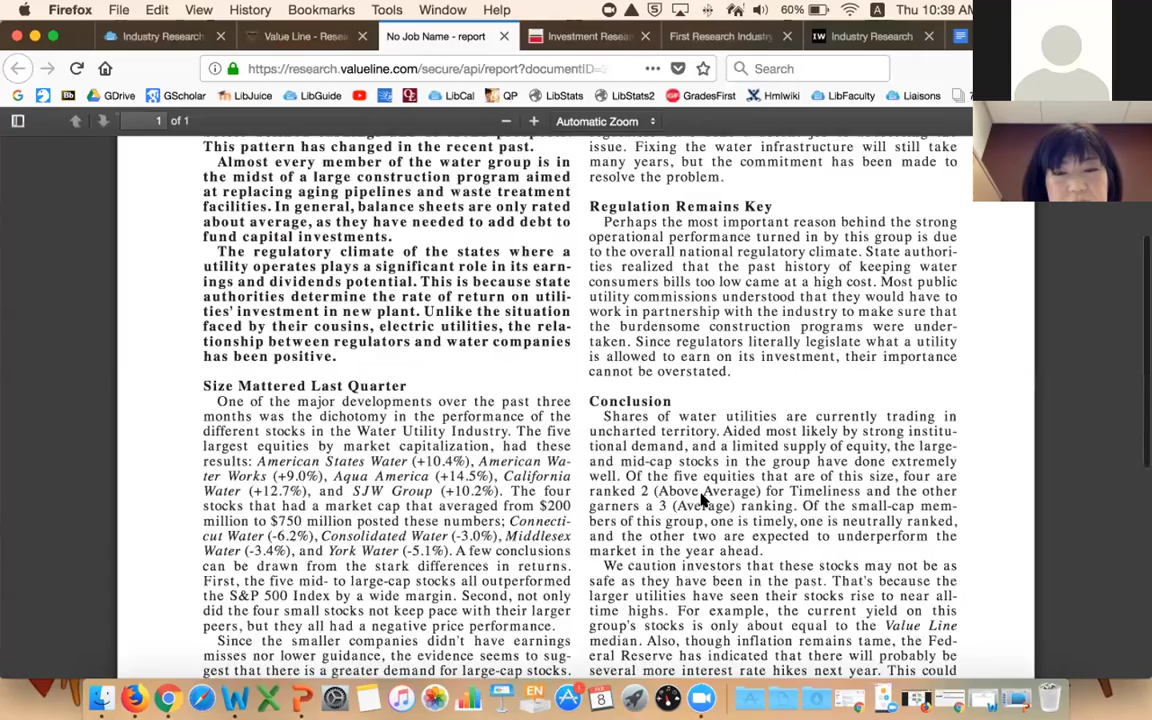 Firefox File Edit View History Bookmarks Tools Window Help 60% A Thu 10:39 AM
Industry Research Value Line - Rese No Job Name - report Investment Resea First Research Industry Industry Research
https://research.valueline.com/secure/api/report?documentID= Search
GDrive GScholar LibJuice LibGuide LibCal QP LibStats LibStats2 GradesFirst Hmlwiki LibFaculty Liaisons
1 of 1 Automatic Zoom
This pattern has changed in the recent past.
Almost every member of the water group is in
the midst of a large construction program aimed
at replacing aging pipelines and waste treatment
facilities. In general, balance sheets are only rated
about average, as they have needed to add debt to
fund capital investments.
The regulatory climate of the states where a
utility operates plays a significant role in its earn-
ings and dividends potential. This is because state
authorities determine the rate of return on utili-
ties' investment in new plant. Unlike the situation
faced by their cousins, electric utilities, the rela-
tionship between regulators and water companies
has been positive.
Size Mattered Last Quarter
One of the major developments over the past three
months was the dichotomy in the performance of the
different stocks in the Water Utility Industry. The five
largest equities by market capitalization, had these
results: American States Water (+10.4%), American Wa-
ter Works (+9.0%), Aqua America (+14.5%), California
Water (+12.7%), and SJW Group (+10.2%). The four
stocks that had a market cap that averaged from $200
million to $750 million posted these numbers; Connecti-
cut Water (-6.2%), Consolidated Water (-3.0%), Middlesex
Water (-3.4%), and York Water (-5.1%). A few conclusions
can be drawn from the stark differences in returns.
First, the five mid- to large-cap stocks all outperformed
the S&P 500 Index by a wide margin. Second, not only
did the four small stocks not keep pace with their larger
peers, but they all had a negative price performance.
Since the smaller companies didn't have earnings
misses nor lower guidance, the evidence seems to sug-
gest that there is a greater demand for large-cap stocks.
issue. Fixing the water infrastructure will still take
many years, but the commitment has been made to
resolve the problem.
Regulation Remains Key
Perhaps the most important reason behind the strong
operational performance turned in by this group is due
to the overall national regulatory climate. State authori-
ties realized that the past history of keeping water
consumers bills too low came at a high cost. Most public
utility commissions understood that they would have to
work in partnership with the industry to make sure that
the burdensome construction programs were under-
taken. Since regulators literally legislate what a utility
is allowed to earn on its investment, their importance
cannot be overstated.
Conclusion
Shares of water utilities are currently trading in
uncharted territory. Aided most likely by strong institu-
tional demand, and a limited supply of equity, the large-
and mid-cap stocks in the group have done extremely
well. Of the five equities that are of this size, four are
ranked 2 (Above Average) for Timeliness and the other
garners a 3 (Average) ranking. Of the small-cap mem-
bers of this group, one is timely, one is neutrally ranked,
and the other two are expected to underperform the
market in the year ahead.
We caution investors that these stocks may not be as
safe as they have been in the past. That's because the
larger utilities have seen their stocks rise to near all-
time highs. For example, the current yield on this
group's stocks is only about equal to the Value Line
median. Also, though inflation remains tame, the Fed-
eral Reserve has indicated that there will probably be
several more interest rate hikes next year. This could